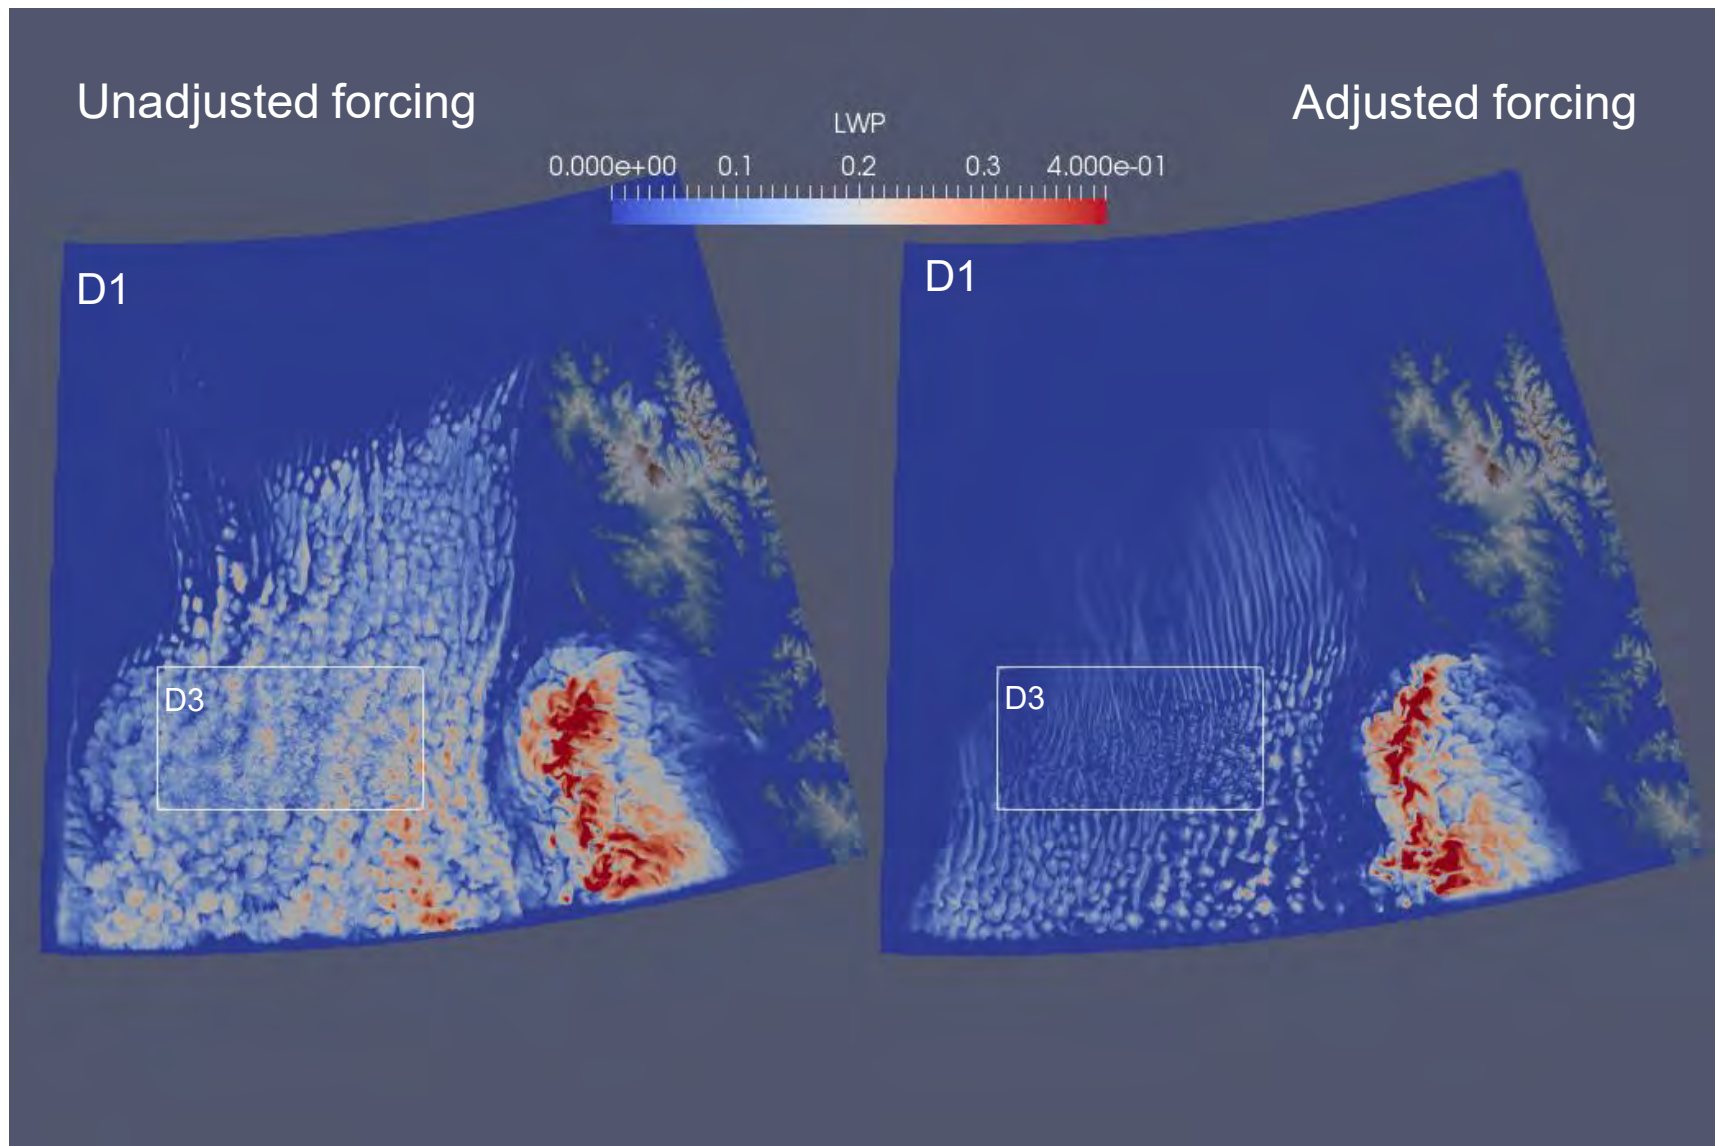 Unadjusted forcing
Adjusted forcing
LWP
0.000e+00 0.1 0.2 0.3 4.000e-01
D1
D1
D3
D3